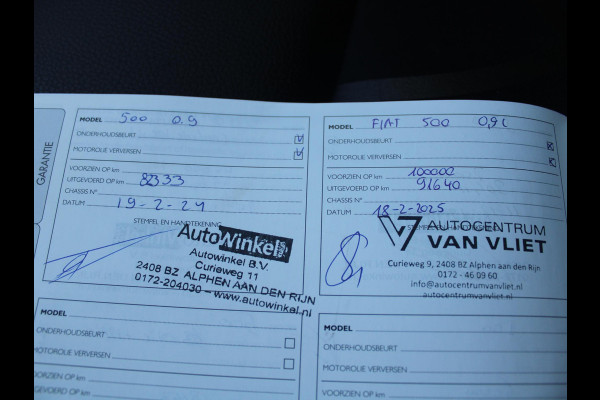 GARANTIE
MODEL 500 0.9
ONDERHOUDSBEURT
MOTOROLIE VERVERSEN
VOORZIEN OP km
UITGEVOERD OP km 82333
CHASSIS N°
DATUM 19-2-24
STEMPEL EN HANDTEKENING
AutoWinkel
Autowinkel B.V.
Curieweg 11
2408 BZ ALPHEN AAN DEN RIJN
0172-204030 – www.autowinkel.nl
MODEL FIAT 500 0,9L
ONDERHOUDSBEURT
MOTOROLIE VERVERSEN
VOORZIEN OP km 100000
UITGEVOERD OP km 91640
CHASSIS N°
DATUM 18-2-2025
AUTOCENTRUM
VAN VLIET
Curieweg 9, 2408 BZ Alphen aan den Rijn
0172 - 46 09 60
info@autocentrumvanvliet.nl
autocentrumvanvliet.nl
MODEL
ONDERHOUDSBEURT
MOTOROLIE VERVERSEN
VOORZIEN OP km
UITGEVOERD OP km
MODEL
ONDERHOUDSBEURT
MOTOROLIE VERVERSEN
VOORZIEN OP km